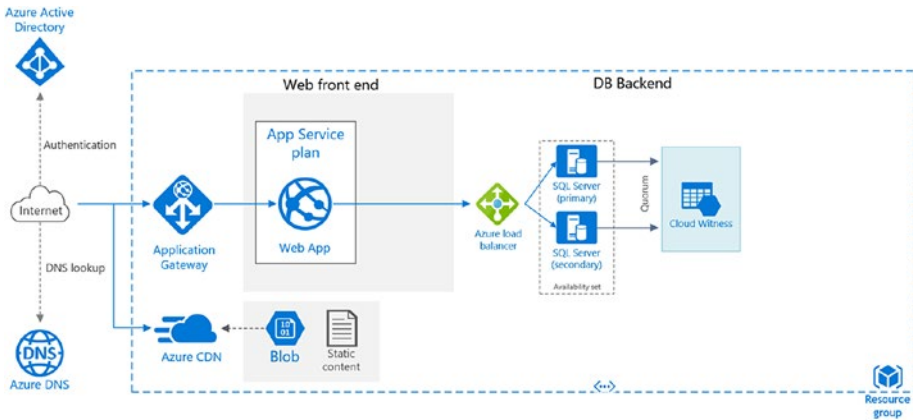 Azure Active
Directory
Web front end
DB Backend
App Service
plan
Authentication
Internet
Application
Gateway
Web App
Azure load
balancer
SQL Server
(primary)
SQL Server
(secondary)
Availability set
Quorum
Cloud Witness
DNS lookup
DNS
Azure DNS
Azure CDN
10
01
Blob
Static
content
Resource
group